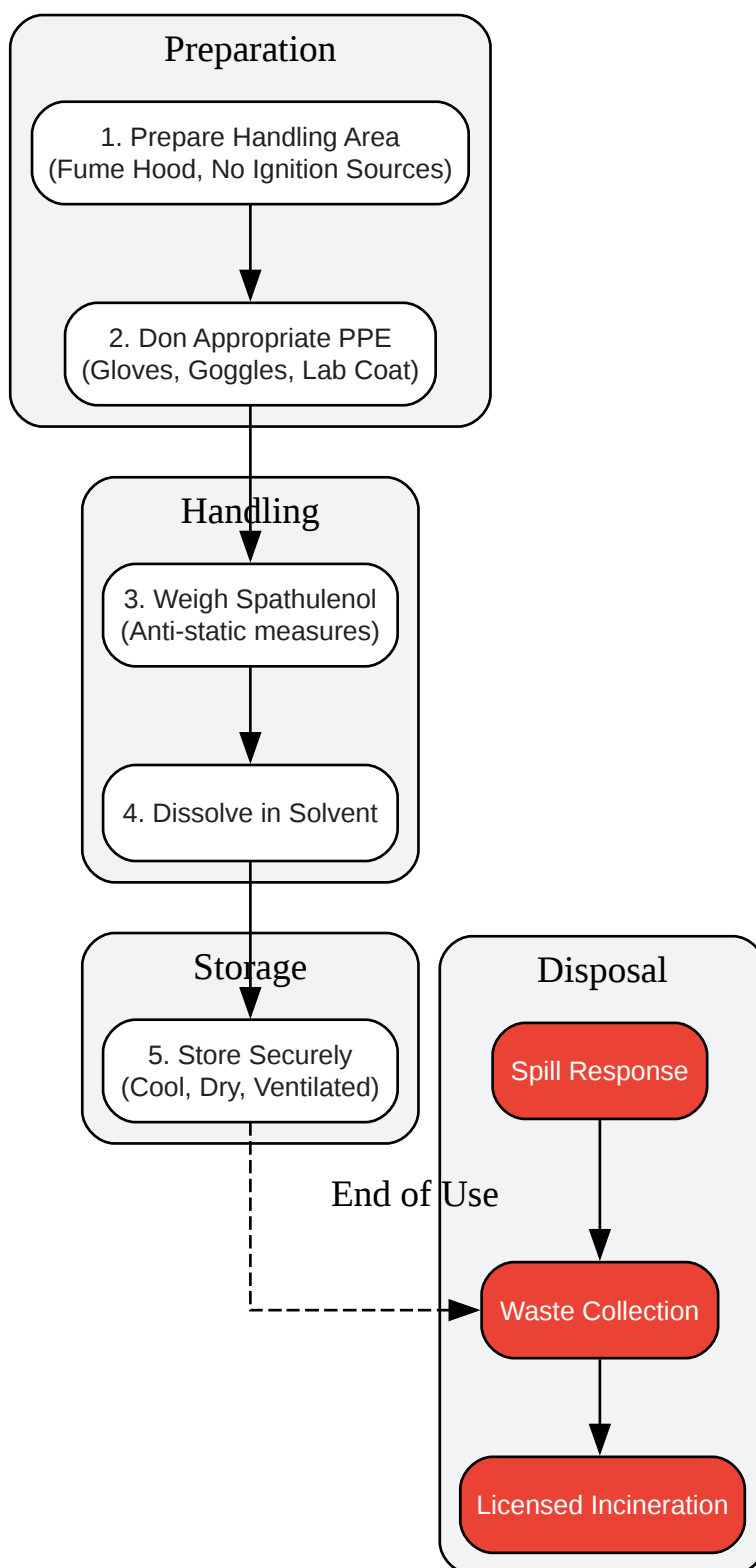 Preparation
1. Prepare Handling Area
(Fume Hood, No Ignition Sources)
2. Don Appropriate PPE
(Gloves, Goggles, Lab Coat)
Handling
3. Weigh Spathulenol
(Anti-static measures)
4. Dissolve in Solvent
Storage
5. Store Securely
(Cool, Dry, Ventilated)
End of Use
Disposal
Spill Response
Waste Collection
Licensed Incineration